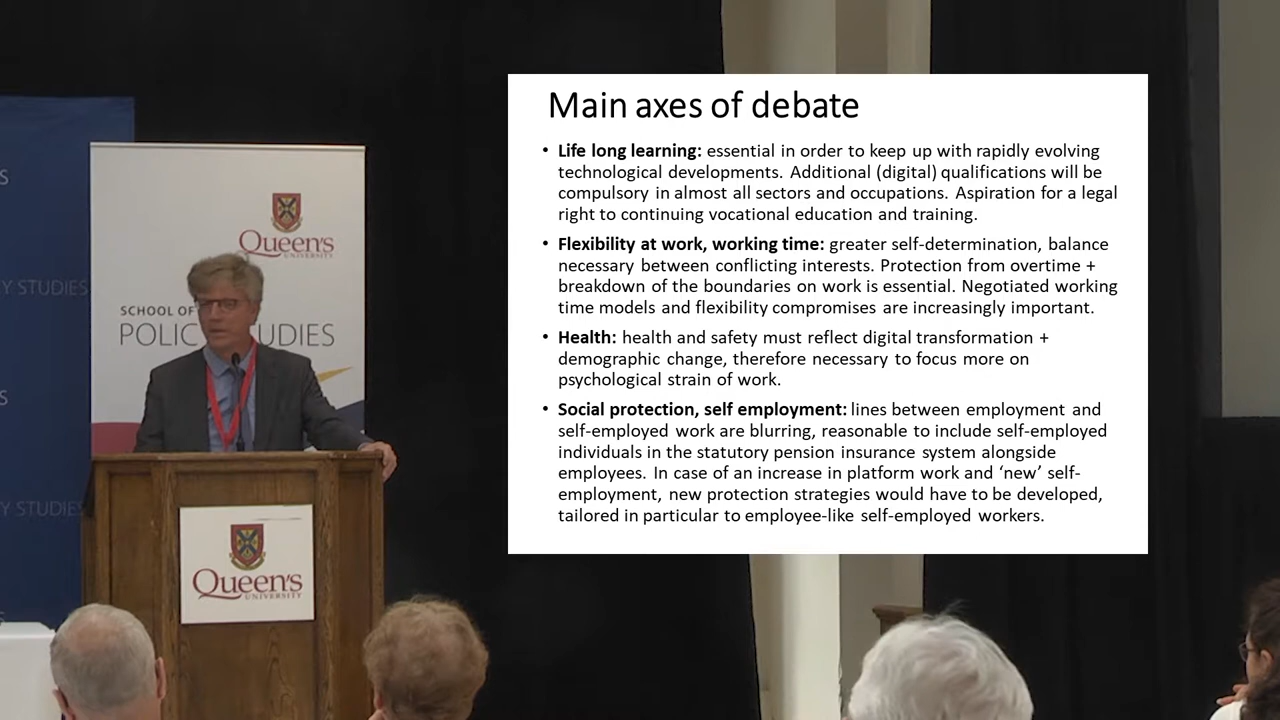 Main axes of debate
• Life long learning: essential in order to keep up with rapidly evolving
technological developments. Additional (digital) qualifications will be
compulsory in almost all sectors and occupations. Aspiration for a legal
right to continuing vocational education and training.
• Flexibility at work, working time: greater self-determination, balance
necessary between conflicting interests. Protection from overtime +
breakdown of the boundaries on work is essential. Negotiated working
time models and flexibility compromises are increasingly important.
• Health: health and safety must reflect digital transformation +
demographic change, therefore necessary to focus more on
psychological strain of work.
• Social protection, self employment: lines between employment and
self-employed work are blurring, reasonable to include self-employed
individuals in the statutory pension insurance system alongside
employees. In case of an increase in platform work and ‘new’ self-
employment, new protection strategies would have to be developed,
tailored in particular to employee-like self-employed workers.
Queen's
UNIVERSITY
SCHOOL OF
POLIC UDIES
Y STUDIES
S
S
Y STUDIES
Queen's
UNIVERSITY